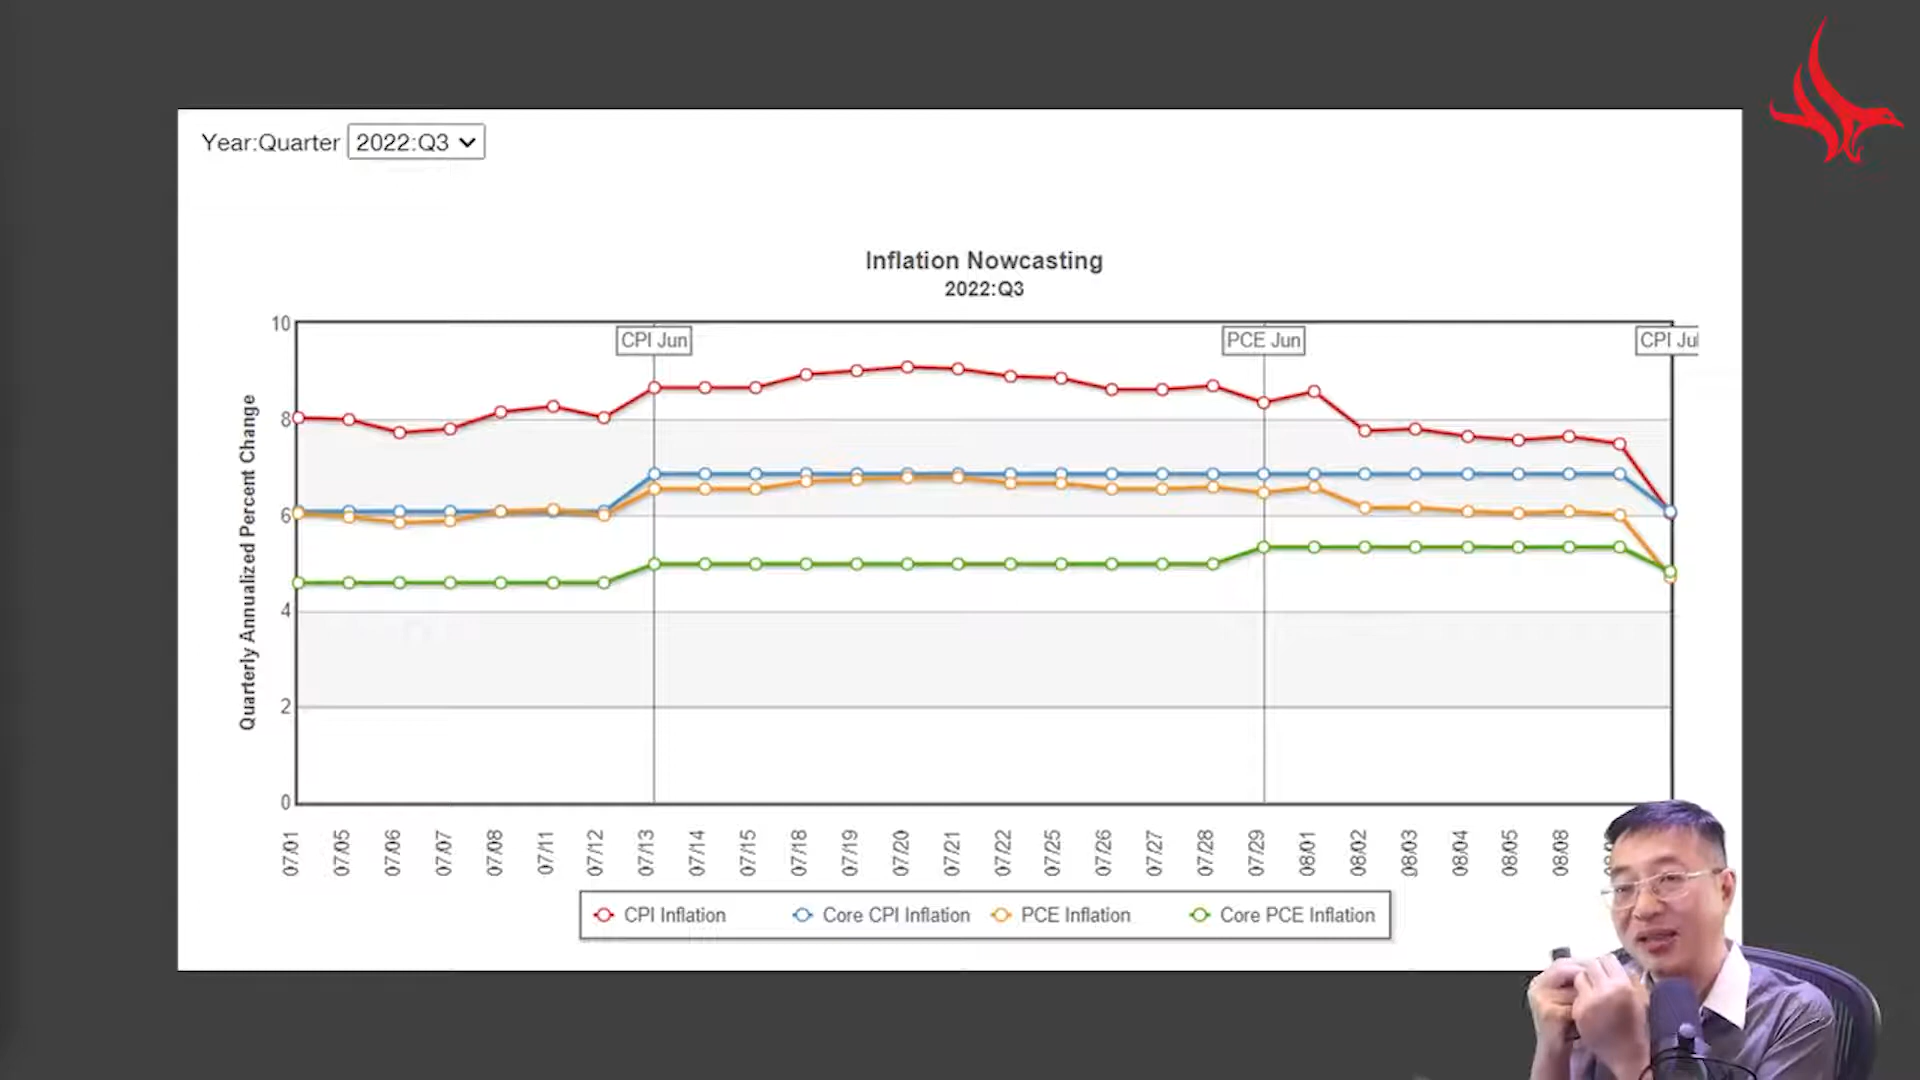 Year:Quarter 2022:Q3
Inflation Nowcasting
2022:Q3
Quarterly Annualized Percent Change
10
8
6
4
2
0
CPI Jun
PCE Jun
CPI Jul
07/01 07/05 07/06 07/07 07/08 07/11 07/12 07/13 07/14 07/15 07/18 07/19 07/20 07/21 07/22 07/25 07/26 07/27 07/28 07/29 08/01 08/02 08/03 08/04 08/05 08/08
CPI Inflation Core CPI Inflation PCE Inflation Core PCE Inflation